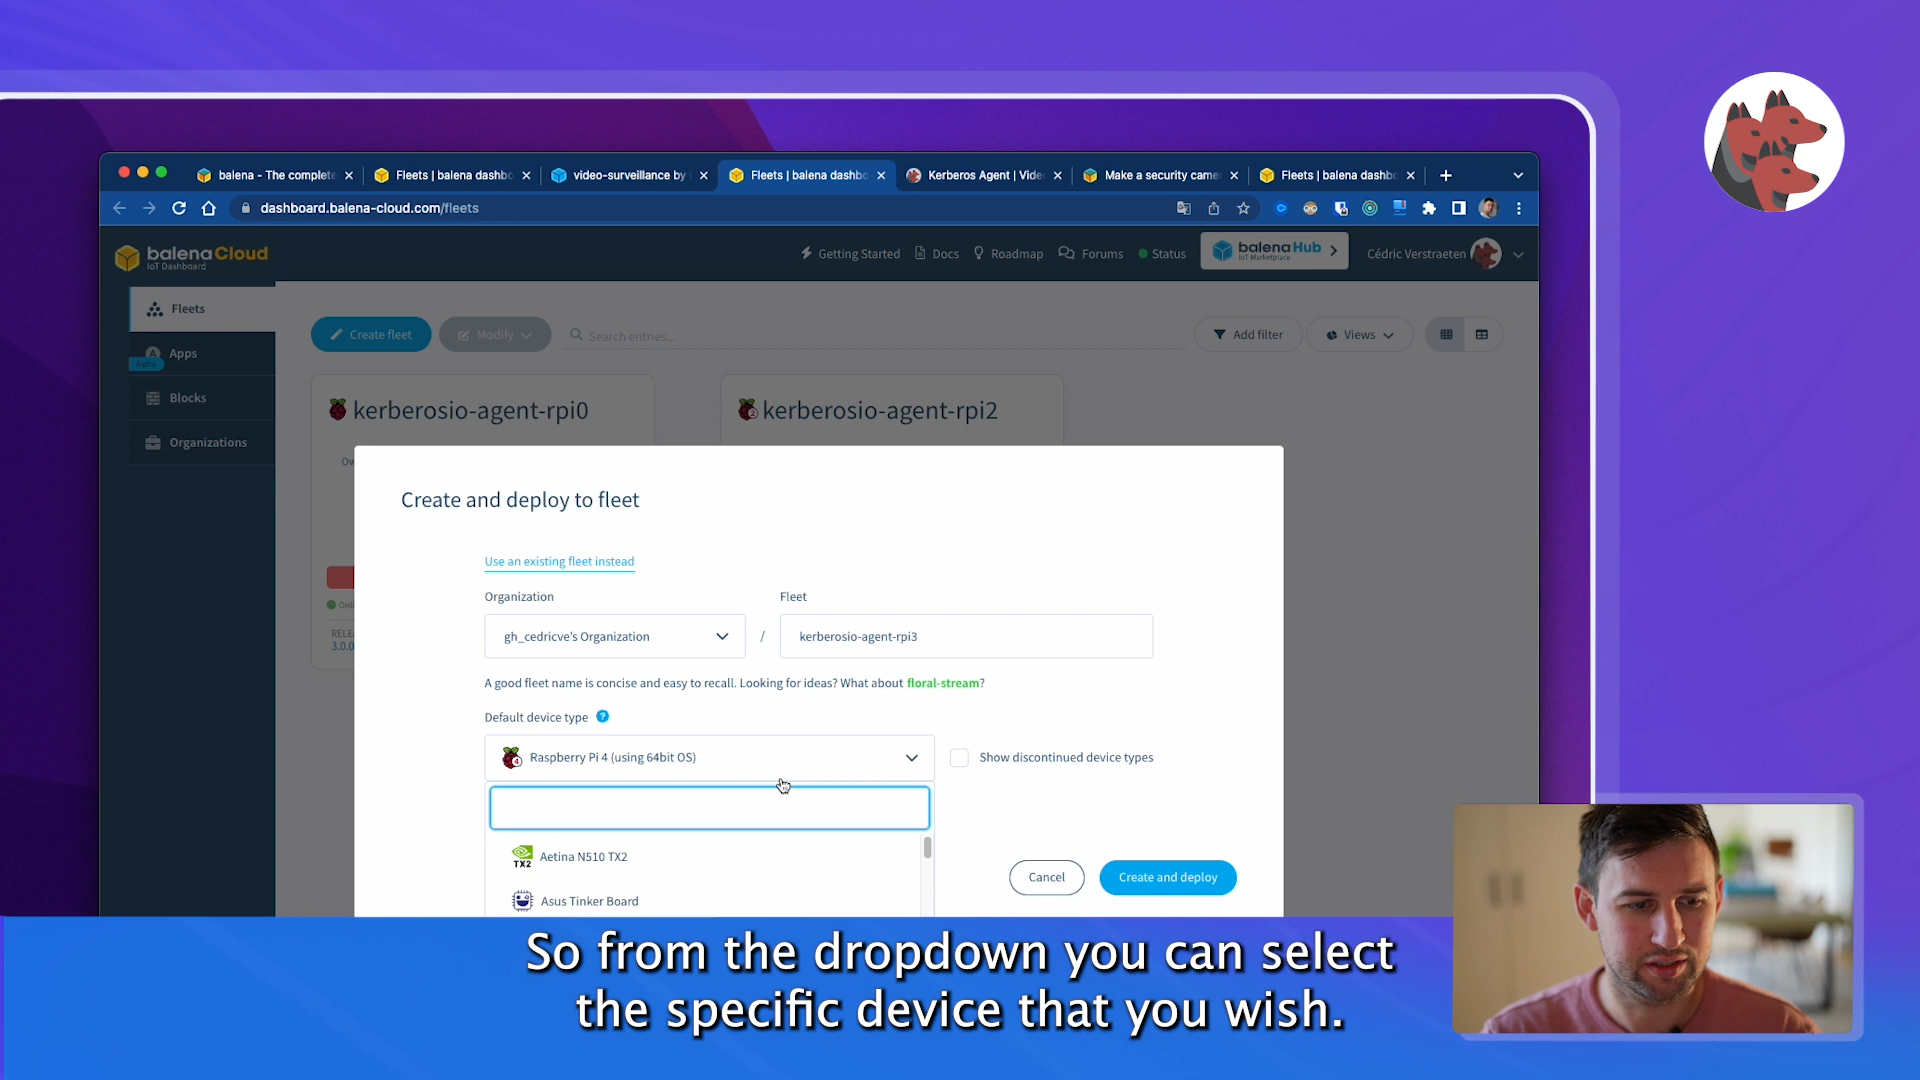 balena - The complete
Fleets | balena dashbo
video-surveillance by
Fleets | balena dashbo
Kerberos Agent | Vide
Make a security came
Fleets | balena dashbo
dashboard.balena-cloud.com/fleets
balenaCloud
IoT Dashboard
Getting Started
Docs
Roadmap
Forums
Status
balenaHub
IoT Marketplace
Cédric Verstraeten
Fleets
Apps
Alpha
Blocks
Organizations
Create fleet
Modify
Search entries...
Add filter
Views
kerberosio-agent-rpi0
kerberosio-agent-rpi2
Create and deploy to fleet
Use an existing fleet instead
Organization
Fleet
gh_cedricve's Organization
/
kerberosio-agent-rpi3
A good fleet name is concise and easy to recall. Looking for ideas? What about floral-stream?
Default device type ?
Raspberry Pi 4 (using 64bit OS)
Show discontinued device types
TX2 Aetina N510 TX2
Asus Tinker Board
Cancel
Create and deploy
So from the dropdown you can select
the specific device that you wish.